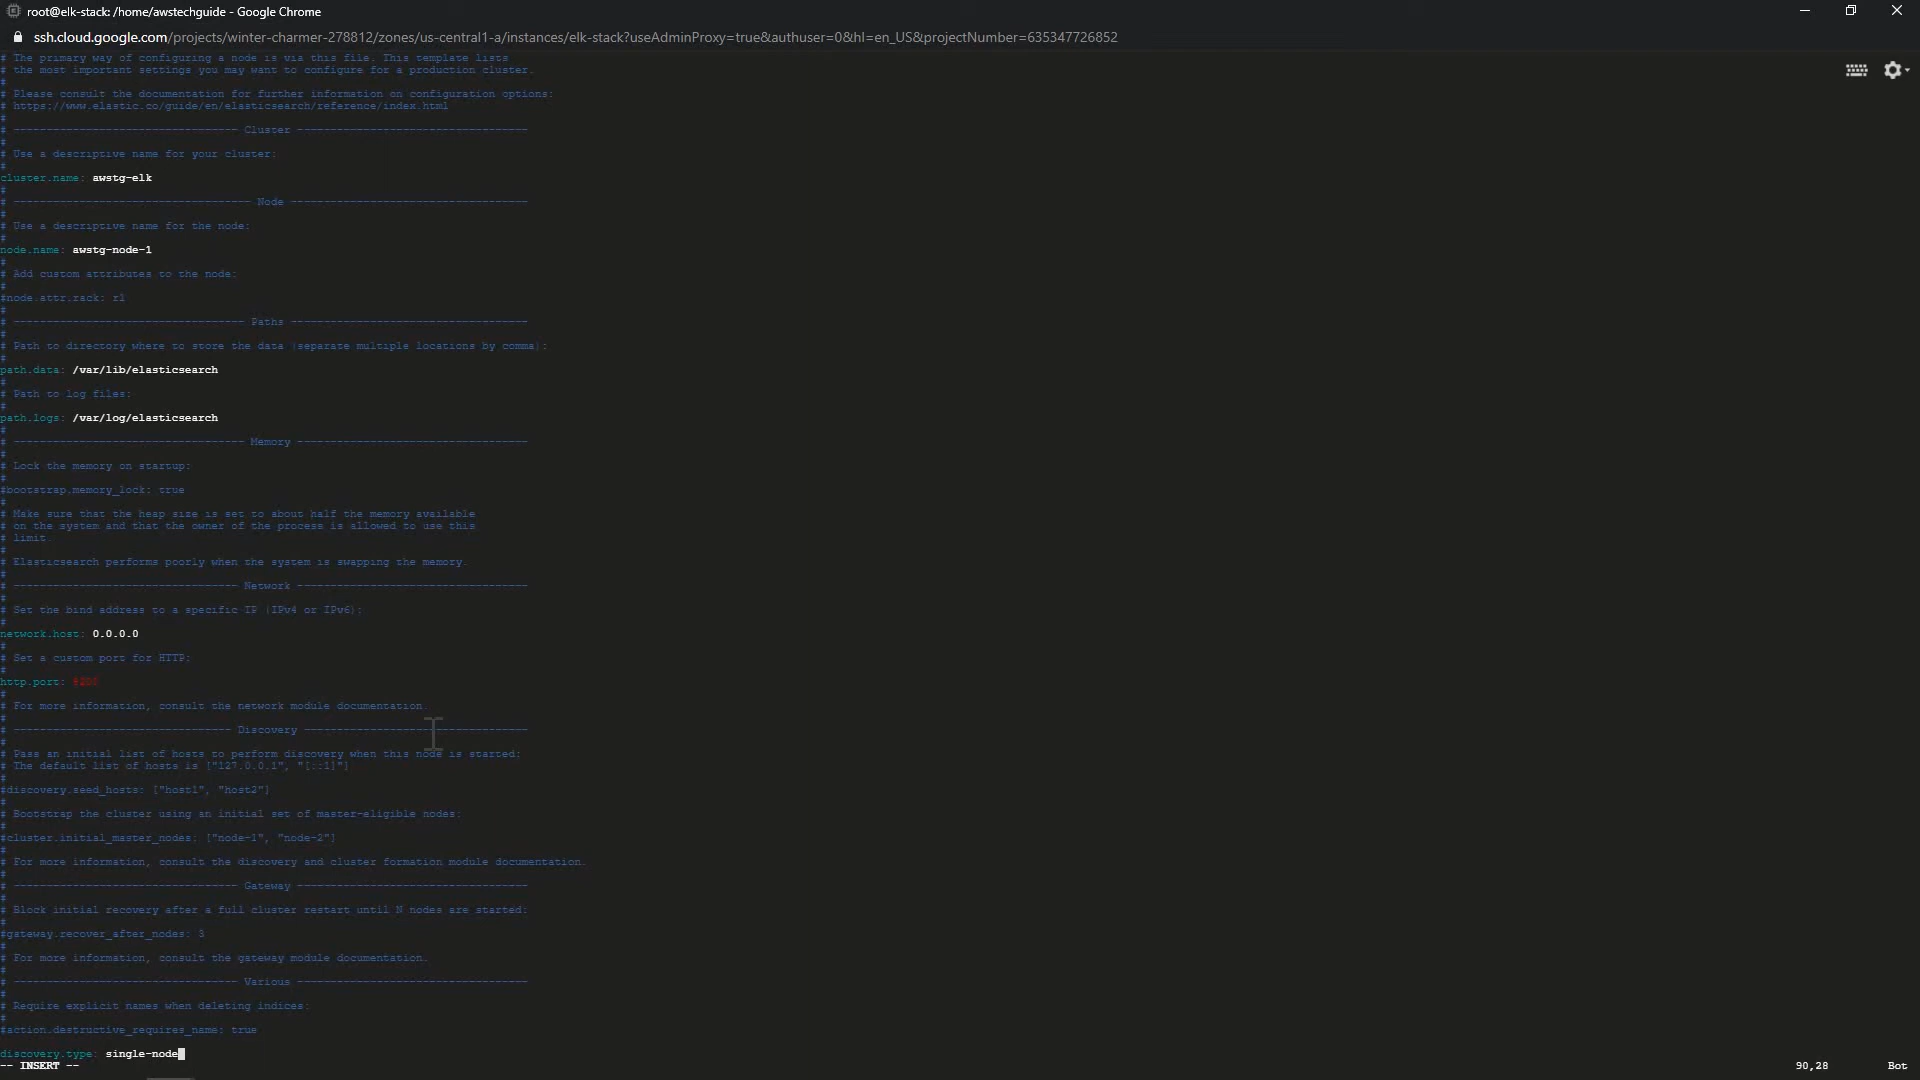 root@elk-stack: /home/awstechguide - Google Chrome
ssh.cloud.google.com/projects/winter-charmer-278812/zones/us-central1-a/instances/elk-stack?useAdminProxy=true&authuser=0&hl=en_US&projectNumber=635347726852
# The primary way of configuring a node is via this file. This template lists
# the most important settings you may want to configure for a production cluster.
#
# Please consult the documentation for further information on configuration options:
# https://www.elastic.co/guide/en/elasticsearch/reference/index.html
#
# ---------------------------------- Cluster -----------------------------------
#
# Use a descriptive name for your cluster:
#
cluster.name: awstg-elk
#
# ------------------------------------ Node ------------------------------------
#
# Use a descriptive name for the node:
#
node.name: awstg-node-1
#
# Add custom attributes to the node:
#
#node.attr.rack: r1
#
# ----------------------------------- Paths ------------------------------------
#
# Path to directory where to store the data (separate multiple locations by comma):
#
path.data: /var/lib/elasticsearch
#
# Path to log files:
#
path.logs: /var/log/elasticsearch
#
# ----------------------------------- Memory -----------------------------------
#
# Lock the memory on startup:
#
#bootstrap.memory_lock: true
#
# Make sure that the heap size is set to about half the memory available
# on the system and that the owner of the process is allowed to use this
# limit.
#
# Elasticsearch performs poorly when the system is swapping the memory.
#
# ---------------------------------- Network -----------------------------------
#
# Set the bind address to a specific IP (IPv4 or IPv6):
#
network.host: 0.0.0.0
#
# Set a custom port for HTTP:
#
http.port: 9200
#
# For more information, consult the network module documentation.
#
# --------------------------------- Discovery ----------------------------------
#
# Pass an initial list of hosts to perform discovery when this node is started:
# The default list of hosts is ["127.0.0.1", "[::1]"]
#
#discovery.seed_hosts: ["host1", "host2"]
#
# Bootstrap the cluster using an initial set of master-eligible nodes:
#
#cluster.initial_master_nodes: ["node-1", "node-2"]
#
# For more information, consult the discovery and cluster formation module documentation.
#
# ---------------------------------- Gateway -----------------------------------
#
# Block initial recovery after a full cluster restart until N nodes are started:
#
#gateway.recover_after_nodes: 3
#
# For more information, consult the gateway module documentation.
#
# ---------------------------------- Various -----------------------------------
#
# Require explicit names when deleting indices:
#
#action.destructive_requires_name: true

discovery.type: single-node
-- INSERT -- 90,28 Bot